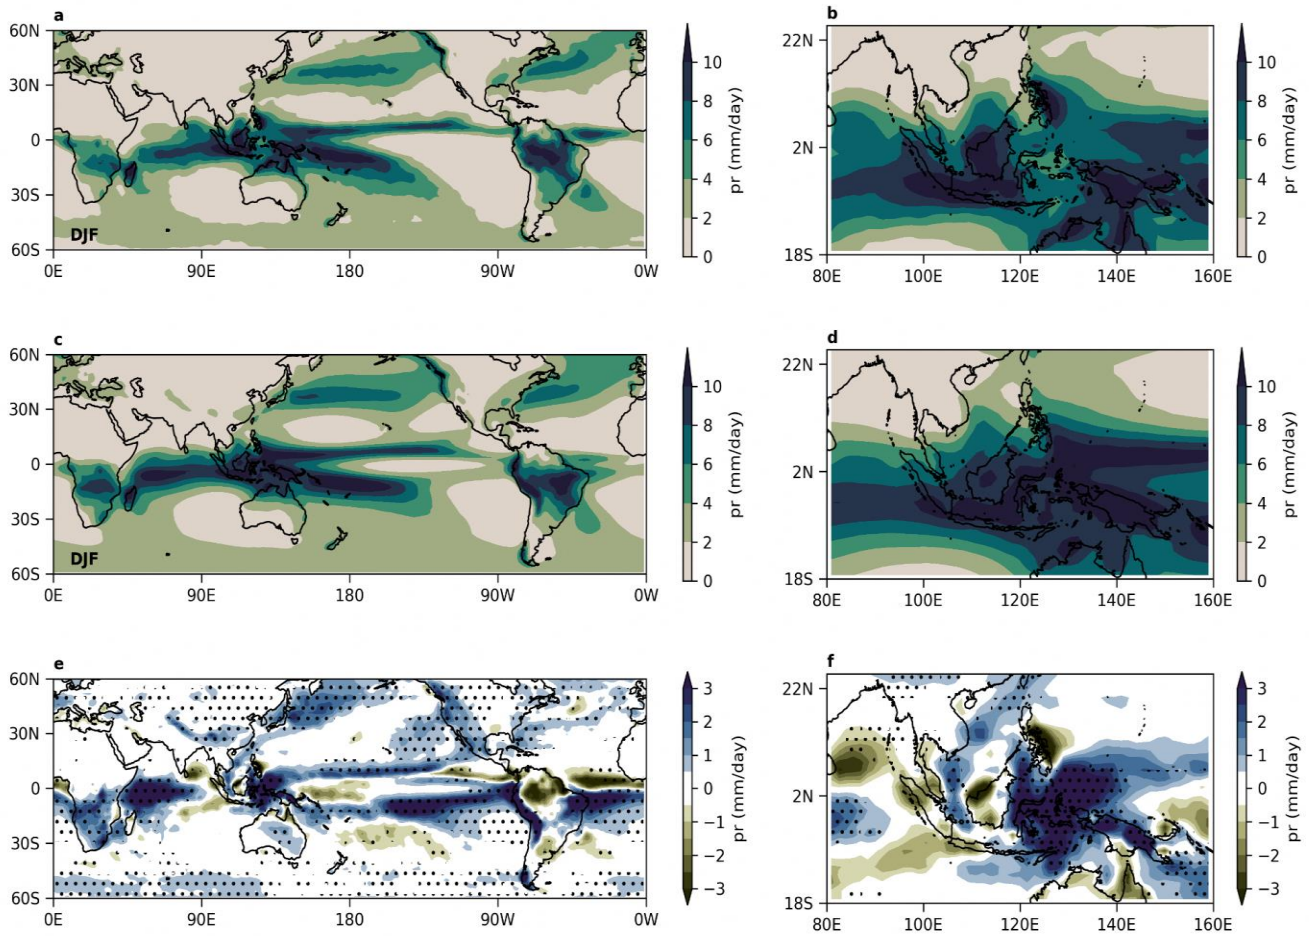 a
60N
30N
0
30S
60S
DJF
0E
90E
180
90W
0W
10
8
6
4
2
0
pr (mm/day)
b
22N
2N
18S
80E
100E
120E
140E
160E
10
8
6
4
2
0
pr (mm/day)
c
60N
30N
0
30S
60S
DJF
0E
90E
180
90W
0W
10
8
6
4
2
0
pr (mm/day)
d
22N
2N
18S
80E
100E
120E
140E
160E
10
8
6
4
2
0
pr (mm/day)
e
60N
30N
0
30S
60S
0E
90E
180
90W
0W
3
2
1
0
−1
−2
−3
pr (mm/day)
f
22N
2N
18S
80E
100E
120E
140E
160E
3
2
1
0
−1
−2
−3
pr (mm/day)